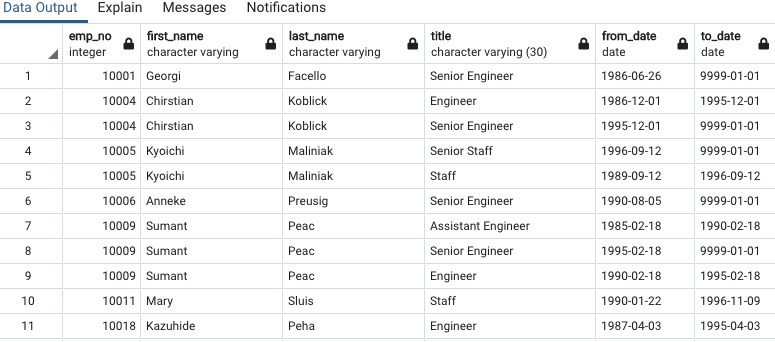 Data Output Explain Messages Notifications
emp_no first_name last_name title from_date to_date
integer character varying character varying character varying (30) date date
1 10001 Georgi Facello Senior Engineer 1986-06-26 9999-01-01
2 10004 Chirstian Koblick Engineer 1986-12-01 1995-12-01
3 10004 Chirstian Koblick Senior Engineer 1995-12-01 9999-01-01
4 10005 Kyoichi Maliniak Senior Staff 1996-09-12 9999-01-01
5 10005 Kyoichi Maliniak Staff 1989-09-12 1996-09-12
6 10006 Anneke Preusig Senior Engineer 1990-08-05 9999-01-01
7 10009 Sumant Peac Assistant Engineer 1985-02-18 1990-02-18
8 10009 Sumant Peac Senior Engineer 1995-02-18 9999-01-01
9 10009 Sumant Peac Engineer 1990-02-18 1995-02-18
10 10011 Mary Sluis Staff 1990-01-22 1996-11-09
11 10018 Kazuhide Peha Engineer 1987-04-03 1995-04-03